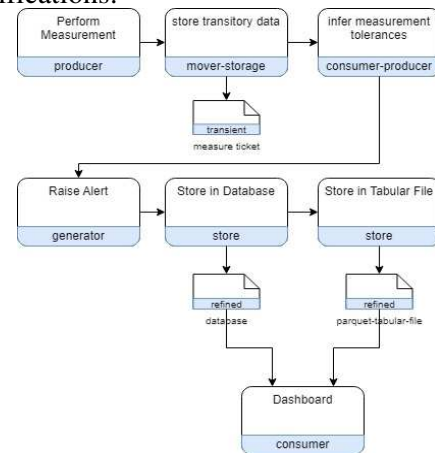 Perform
Measurement
producer
store transitory data
mover-storage
infer measurement
tolerances
consumer-producer
transient
measure ticket
Raise Alert
generator
Store in Database
store
Store in Tabular File
store
refined
database
refined
parquet-tabular-file
Dashboard
consumer